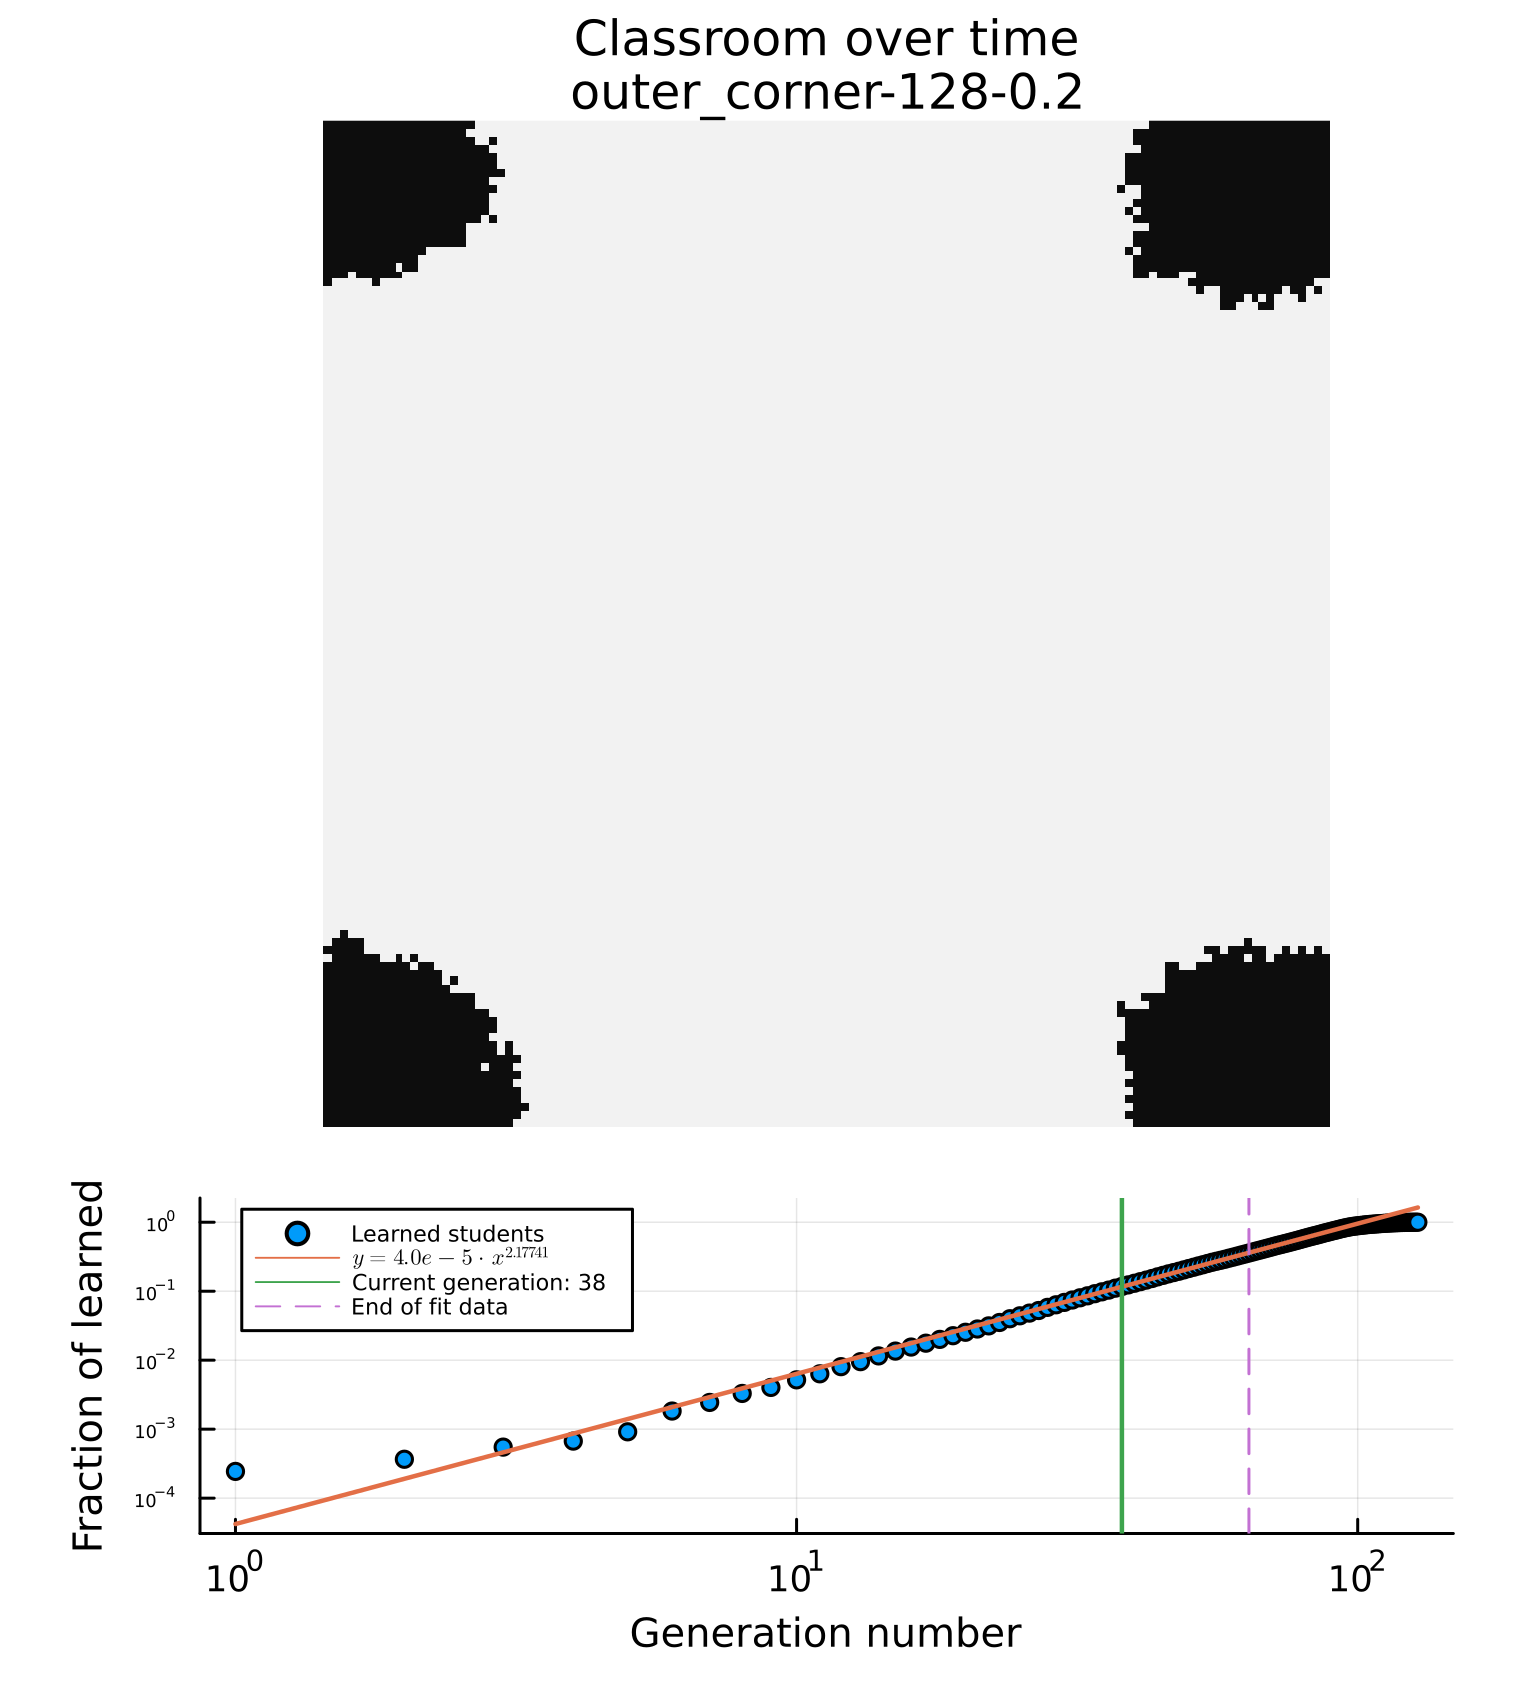 Classroom over time
outer_corner-128-0.2
Fraction of learned
10^0
10^-1
10^-2
10^-3
10^-4
Learned students
y = 4.0e − 5 · x^2.17741
Current generation: 38
End of fit data
10^0 10^1 10^2
Generation number